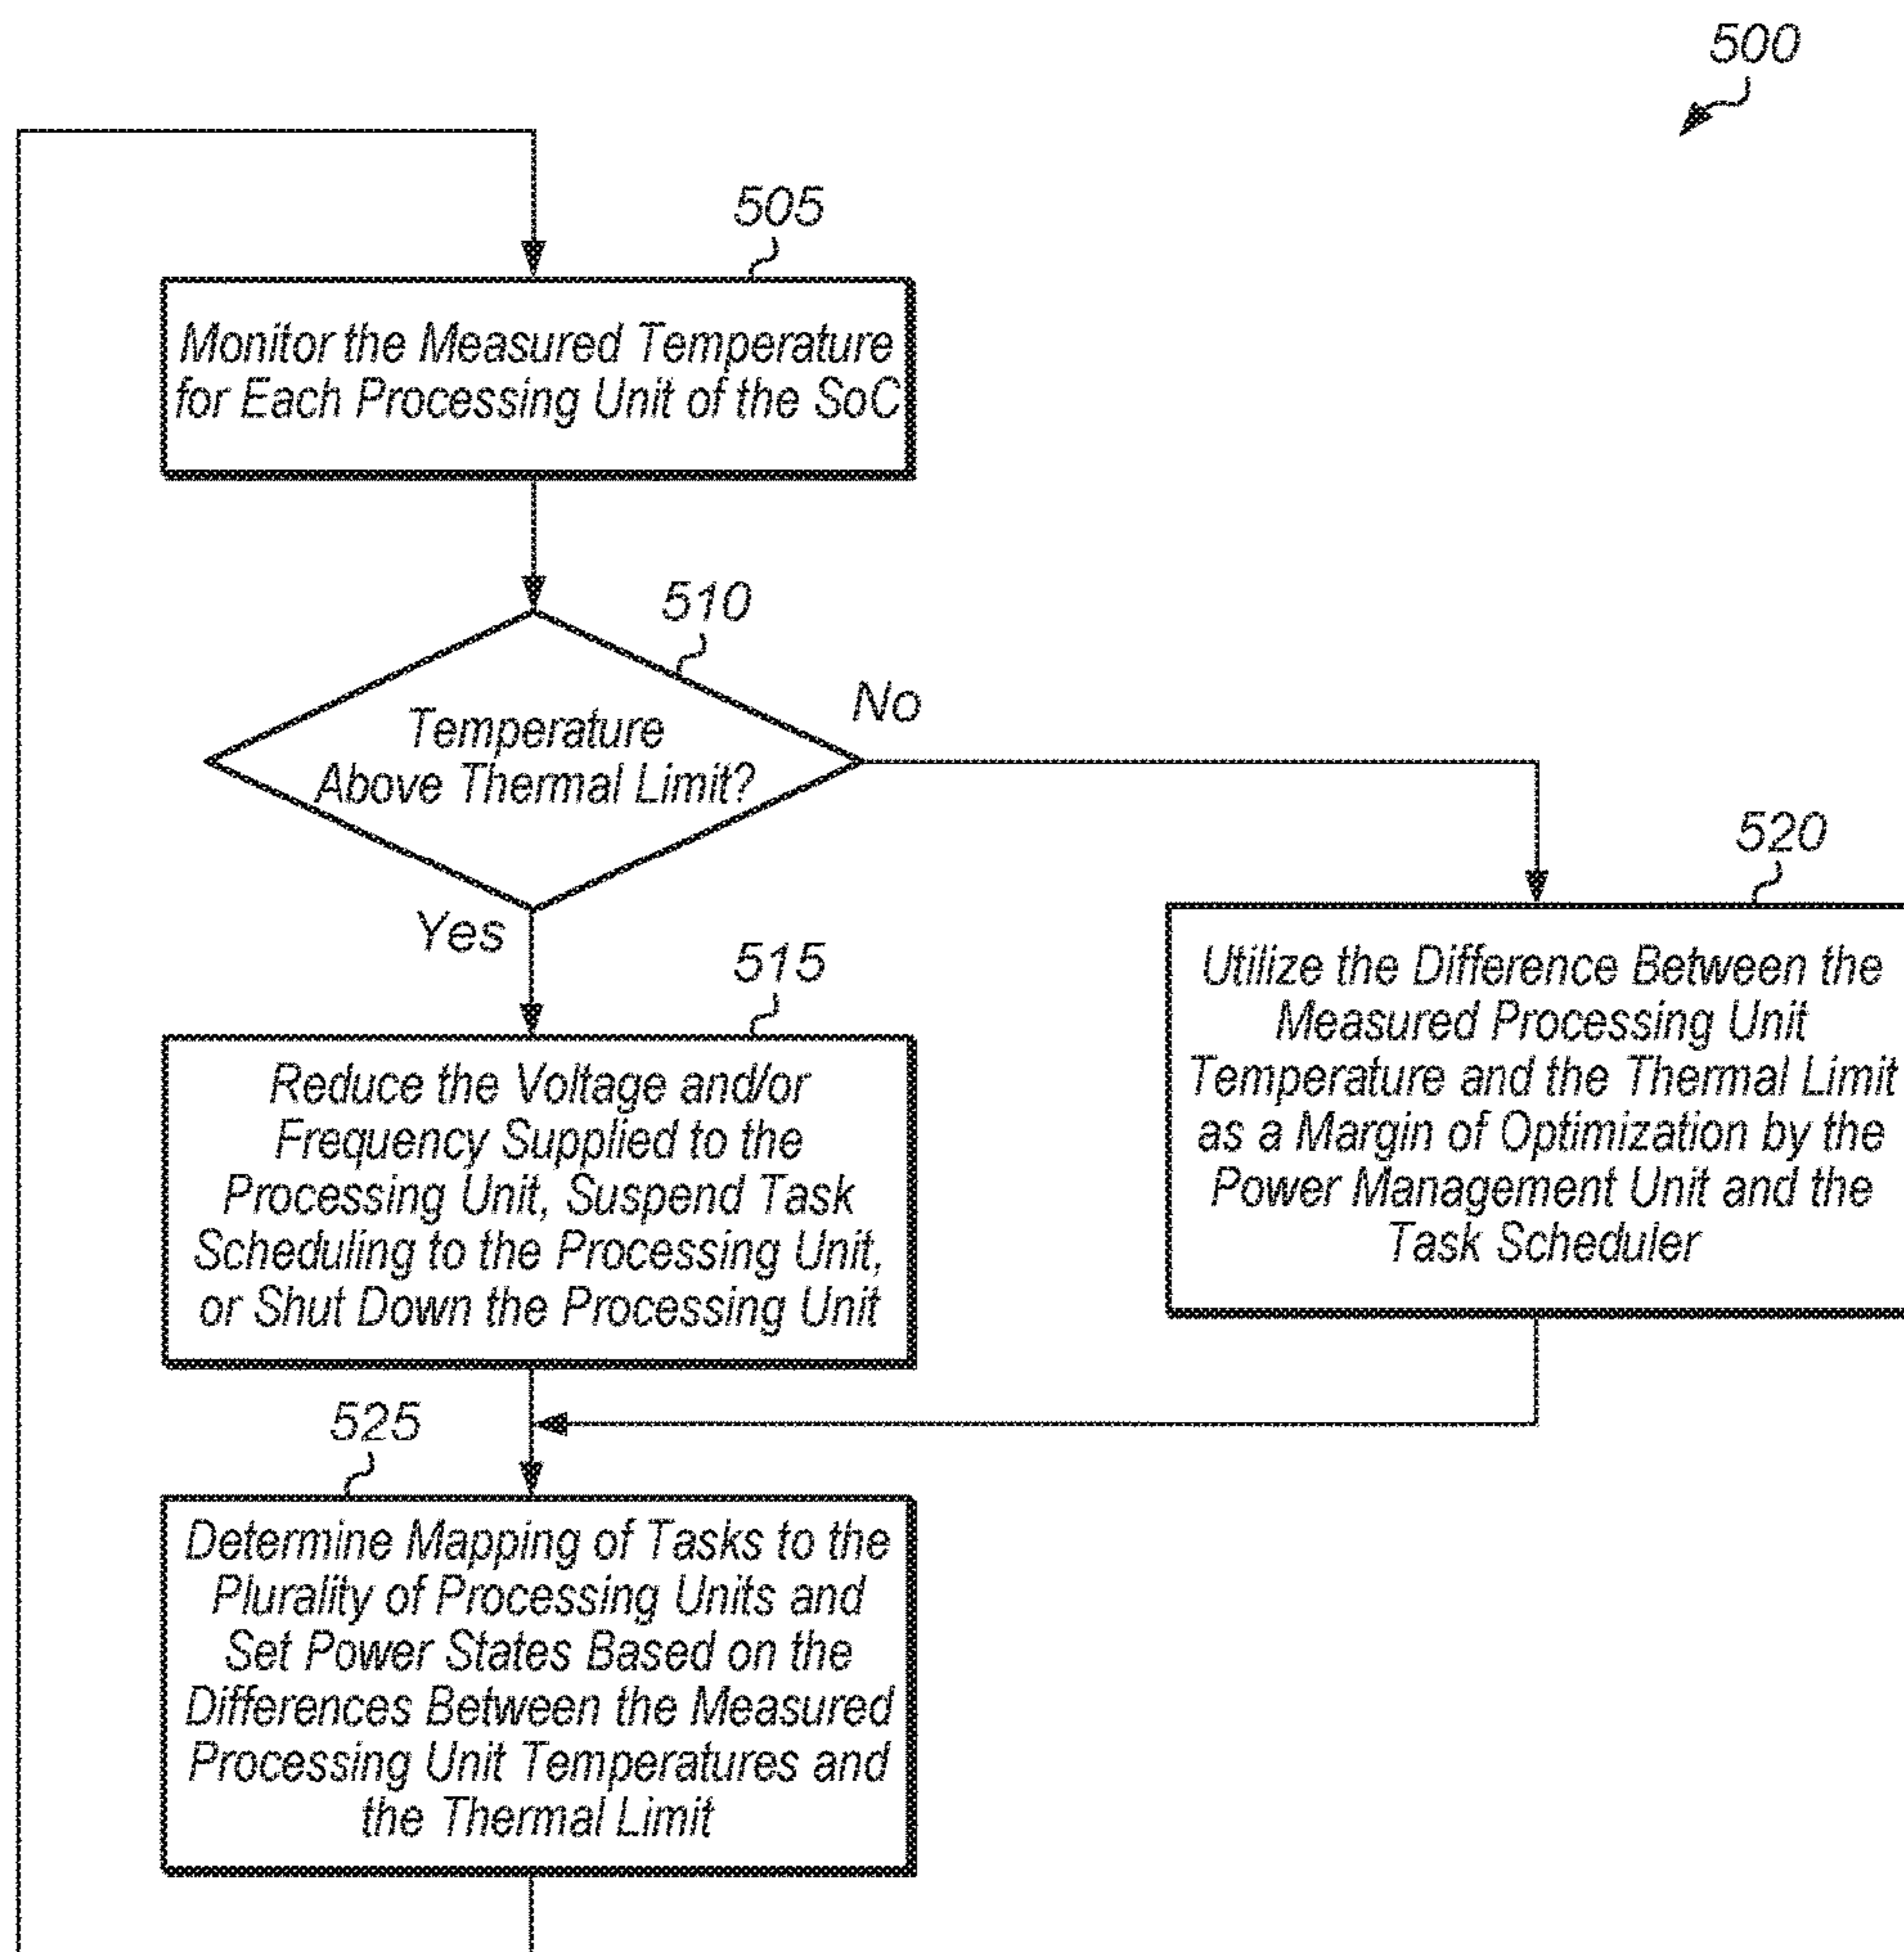 500
505
Monitor the Measured Temperature
for Each Processing Unit of the SoC
510
Temperature
Above Thermal Limit?
No
Yes
515
Reduce the Voltage and/or
Frequency Supplied to the
Processing Unit, Suspend Task
Scheduling to the Processing Unit,
or Shut Down the Processing Unit
520
Utilize the Difference Between the
Measured Processing Unit
Temperature and the Thermal Limit
as a Margin of Optimization by the
Power Management Unit and the
Task Scheduler
525
Determine Mapping of Tasks to the
Plurality of Processing Units and
Set Power States Based on the
Differences Between the Measured
Processing Unit Temperatures and
the Thermal Limit